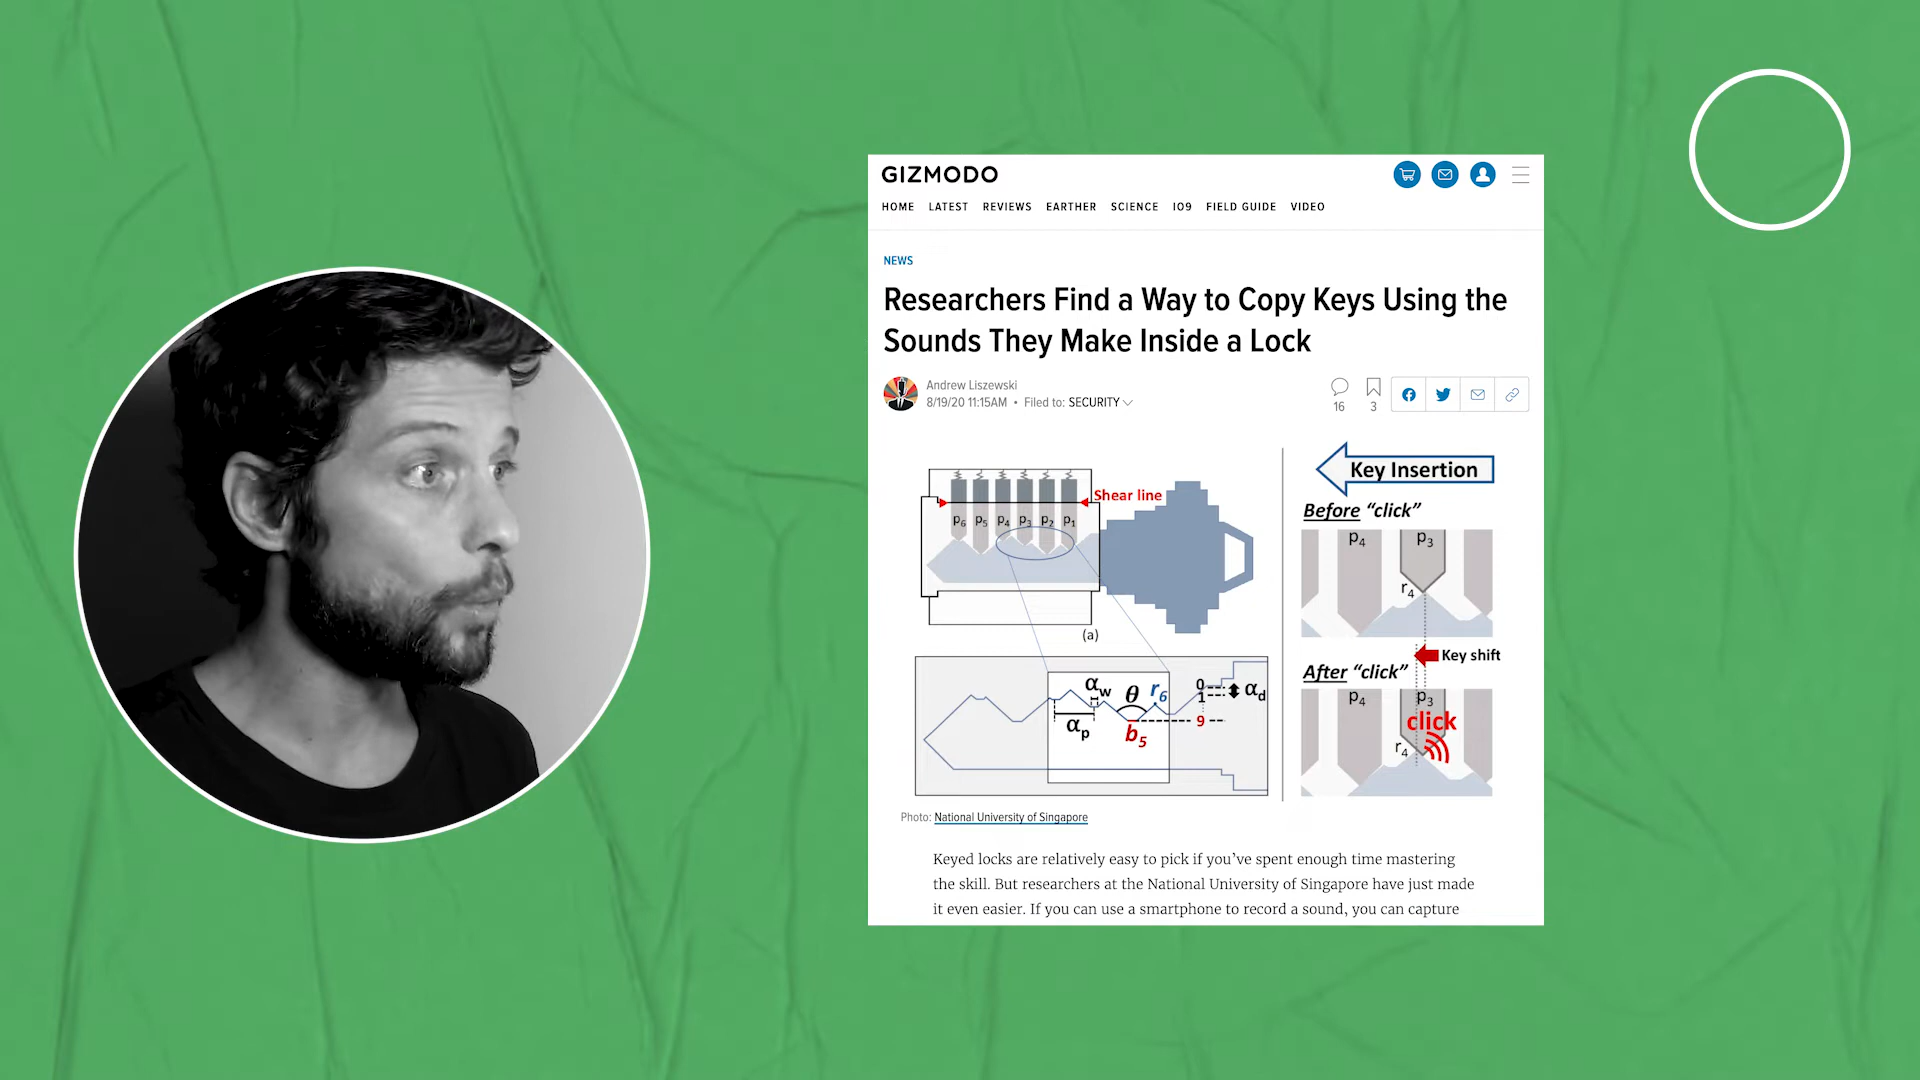 GIZMODO
HOME LATEST REVIEWS EARTHER SCIENCE IO9 FIELD GUIDE VIDEO
NEWS
Researchers Find a Way to Copy Keys Using the
Sounds They Make Inside a Lock
Andrew Liszewski
8/19/20 11:15AM • Filed to: SECURITY
16
3
Shear line
p6 p5 p4 p3 p2 p1
(a)
αw θ r6 0 1 αd
αp b5 9
Key Insertion
Before “click”
p4 p3
r4
Key shift
After “click”
p4 p3
click
r4
Photo: National University of Singapore
Keyed locks are relatively easy to pick if you’ve spent enough time mastering
the skill. But researchers at the National University of Singapore have just made
it even easier. If you can use a smartphone to record a sound, you can capture